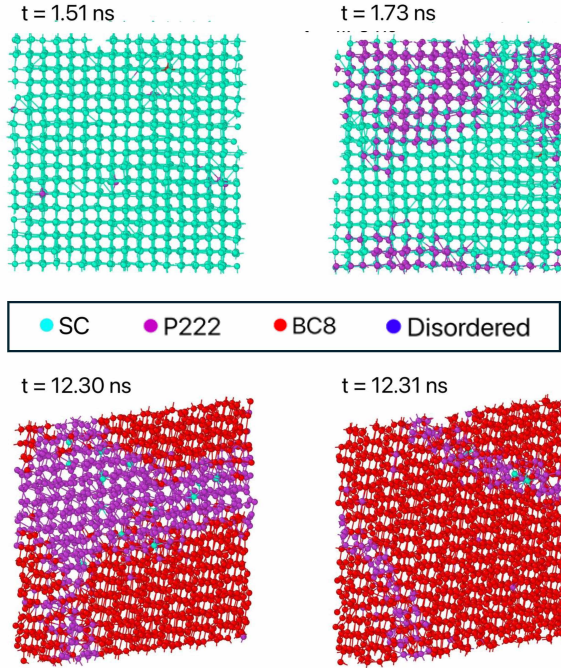 t = 1.51 ns
t = 1.73 ns
SC
P222
BC8
Disordered
t = 12.30 ns
t = 12.31 ns